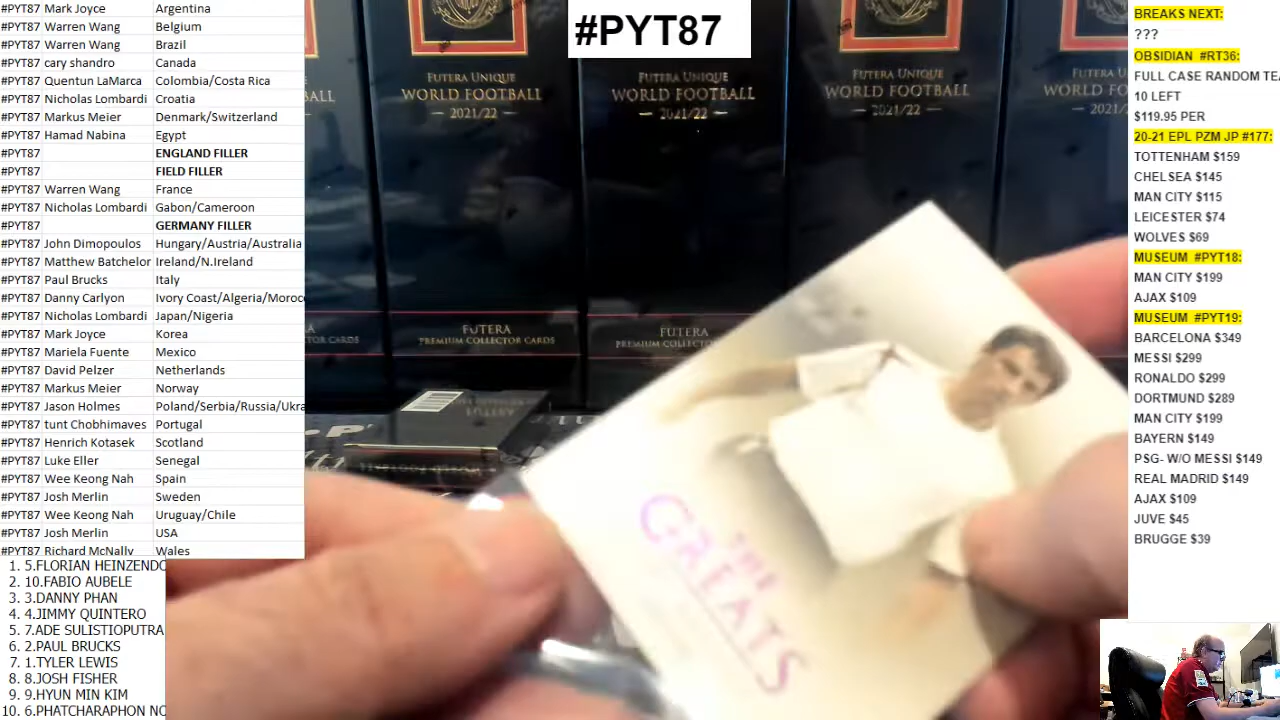 #PYT87 Mark Joyce Argentina
#PYT87 Warren Wang Belgium
#PYT87 Warren Wang Brazil
#PYT87 cary shandro Canada
#PYT87 Quentun LaMarca Colombia/Costa Rica
#PYT87 Nicholas Lombardi Croatia
#PYT87 Markus Meier Denmark/Switzerland
#PYT87 Hamad Nabina Egypt
#PYT87 ENGLAND FILLER
#PYT87 FIELD FILLER
#PYT87 Warren Wang France
#PYT87 Nicholas Lombardi Gabon/Cameroon
#PYT87 GERMANY FILLER
#PYT87 John Dimopoulos Hungary/Austria/Australia
#PYT87 Matthew Batchelor Ireland/N.Ireland
#PYT87 Paul Brucks Italy
#PYT87 Danny Carlyon Ivory Coast/Algeria/Moroc
#PYT87 Nicholas Lombardi Japan/Nigeria
#PYT87 Mark Joyce Korea
#PYT87 Mariela Fuente Mexico
#PYT87 David Pelzer Netherlands
#PYT87 Markus Meier Norway
#PYT87 Jason Holmes Poland/Serbia/Russia/Ukra
#PYT87 tunt Chobhimaves Portugal
#PYT87 Henrich Kotasek Scotland
#PYT87 Luke Eller Senegal
#PYT87 Wee Keong Nah Spain
#PYT87 Josh Merlin Sweden
#PYT87 Wee Keong Nah Uruguay/Chile
#PYT87 Josh Merlin USA
#PYT87 Richard McNally Wales
1. 5.FLORIAN HEINZENDO
2. 10.FABIO AUBELE
3. 3.DANNY PHAN
4. 4.JIMMY QUINTERO
5. 7.ADE SULISTIOPUTRA
6. 2.PAUL BRUCKS
7. 1.TYLER LEWIS
8. 8.JOSH FISHER
9. 9.HYUN MIN KIM
10. 6.PHATCHARAPHON NO
#PYT87
FUTERA UNIQUE
WORLD FOOTBALL
2021/22
FUTERA UNIQUE
WORLD FOOTBALL
2021/22
FUTERA UNIQUE
WORLD FOOTBALL
2021/22
FUTERA
PREMIUM COLLECTOR CARDS
FUTERA
PREMIUM COLLECTOR
THE
GREATS
BREAKS NEXT:
???
OBSIDIAN #RT36:
FULL CASE RANDOM TEA
10 LEFT
$119.95 PER
20-21 EPL PZM JP #177:
TOTTENHAM $159
CHELSEA $145
MAN CITY $115
LEICESTER $74
WOLVES $69
MUSEUM #PYT18:
MAN CITY $199
AJAX $109
MUSEUM #PYT19:
BARCELONA $349
MESSI $299
RONALDO $299
DORTMUND $289
MAN CITY $199
BAYERN $149
PSG- W/O MESSI $149
REAL MADRID $149
AJAX $109
JUVE $45
BRUGGE $39